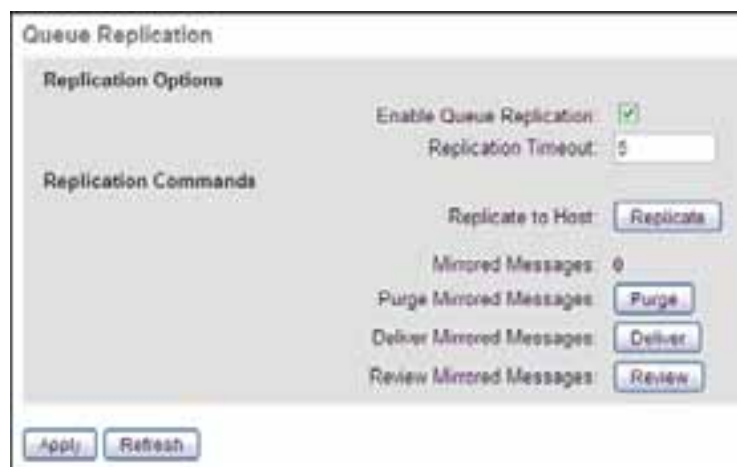 Queue Replication
Replication Options
Enable Queue Replication:
Replication Timeout: 5
Replication Commands
Replicate to Host: Replicate
Mirrored Messages: 0
Purge Mirrored Messages: Purge
Deliver Mirrored Messages: Deliver
Review Mirrored Messages: Review
Apply Refresh